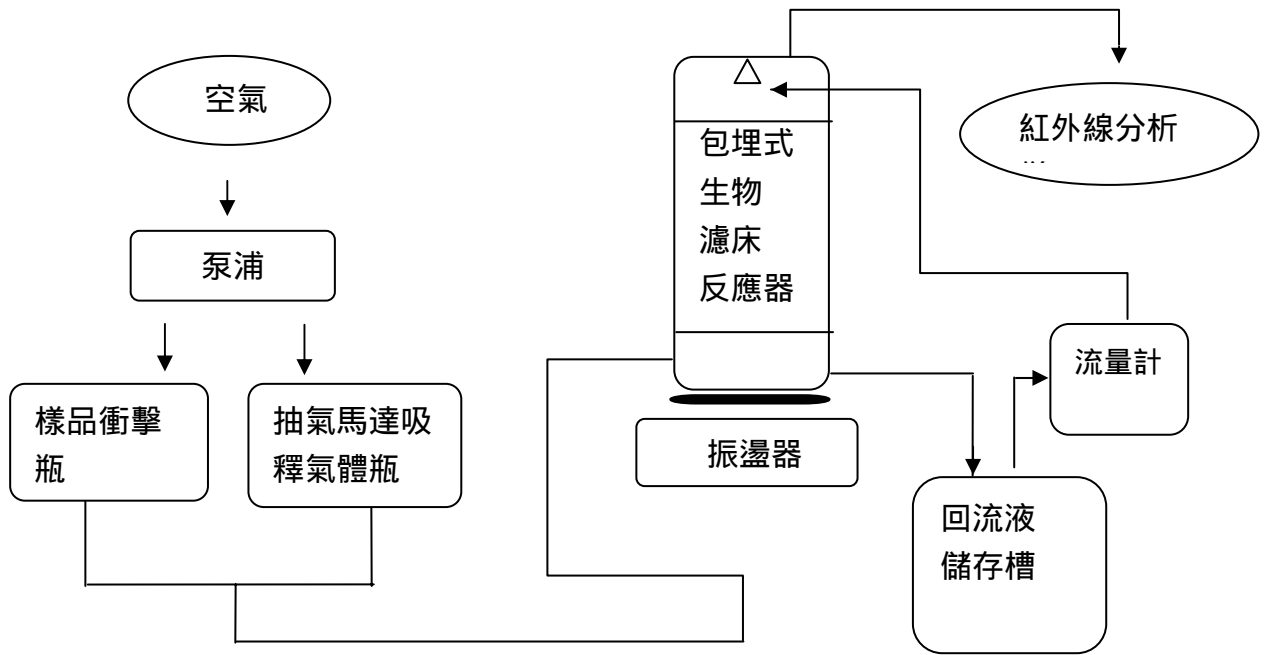 空氣
泵浦
樣品衝擊
瓶
抽氣馬達吸
釋氣體瓶
包埋式
生物
濾床
反應器
振盪器
紅外線分析
流量計
回流液
儲存槽